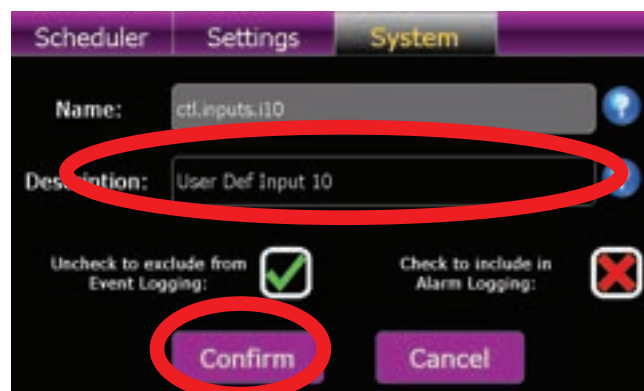 Scheduler Settings System
Name: ctl.inputs.i10 ?
Description: User Def Input 10
Uncheck to exclude from
Event Logging:
Check to include in
Alarm Logging:
Confirm Cancel